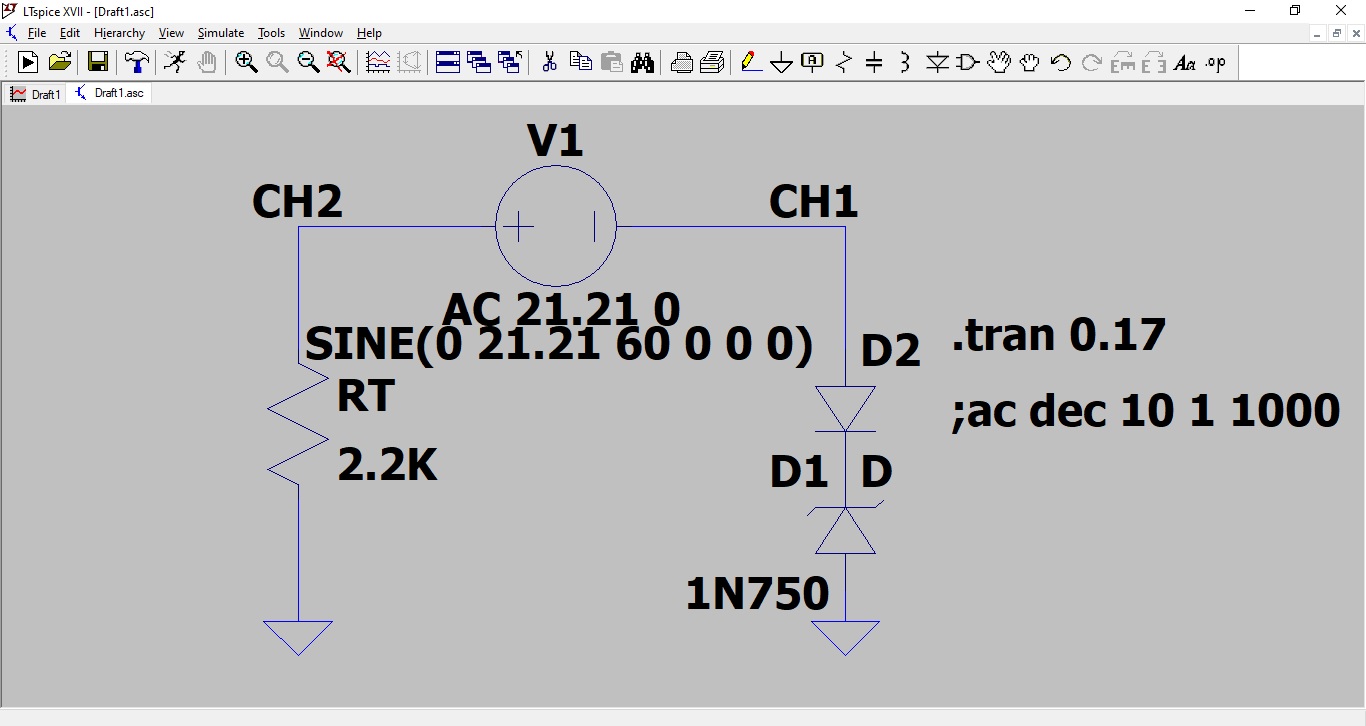 LTspice XVII - [Draft1.asc]
File Edit Hierarchy View Simulate Tools Window Help
Aa .op
Draft1 Draft1.asc
V1
CH2 CH1
AC 21.21 0
SINE(0 21.21 60 0 0 0)
D2 .tran 0.17
RT
;ac dec 10 1 1000
2.2K D1 D
1N750